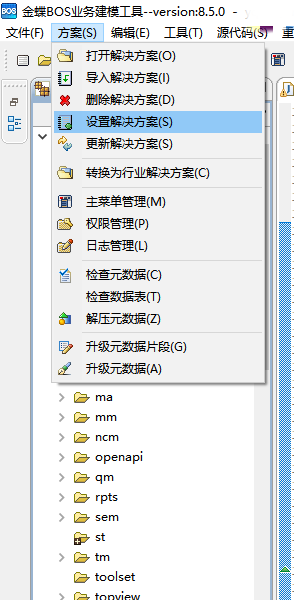 BOS 金蝶BOS业务建模工具--version:8.5.0 -
文件(F) 方案(S) 编辑(E) 工具(T) 源代码(S)
打开解决方案(O)
导入解决方案(I)
删除解决方案(D)
设置解决方案(S)
更新解决方案(S)
转换为行业解决方案(C)
主菜单管理(M)
权限管理(P)
日志管理(L)
检查元数据(C)
检查数据表(T)
解压元数据(Z)
升级元数据片段(G)
升级元数据(A)
ma
mm
ncm
openapi
qm
rpts
sem
st
tm
toolset
topview